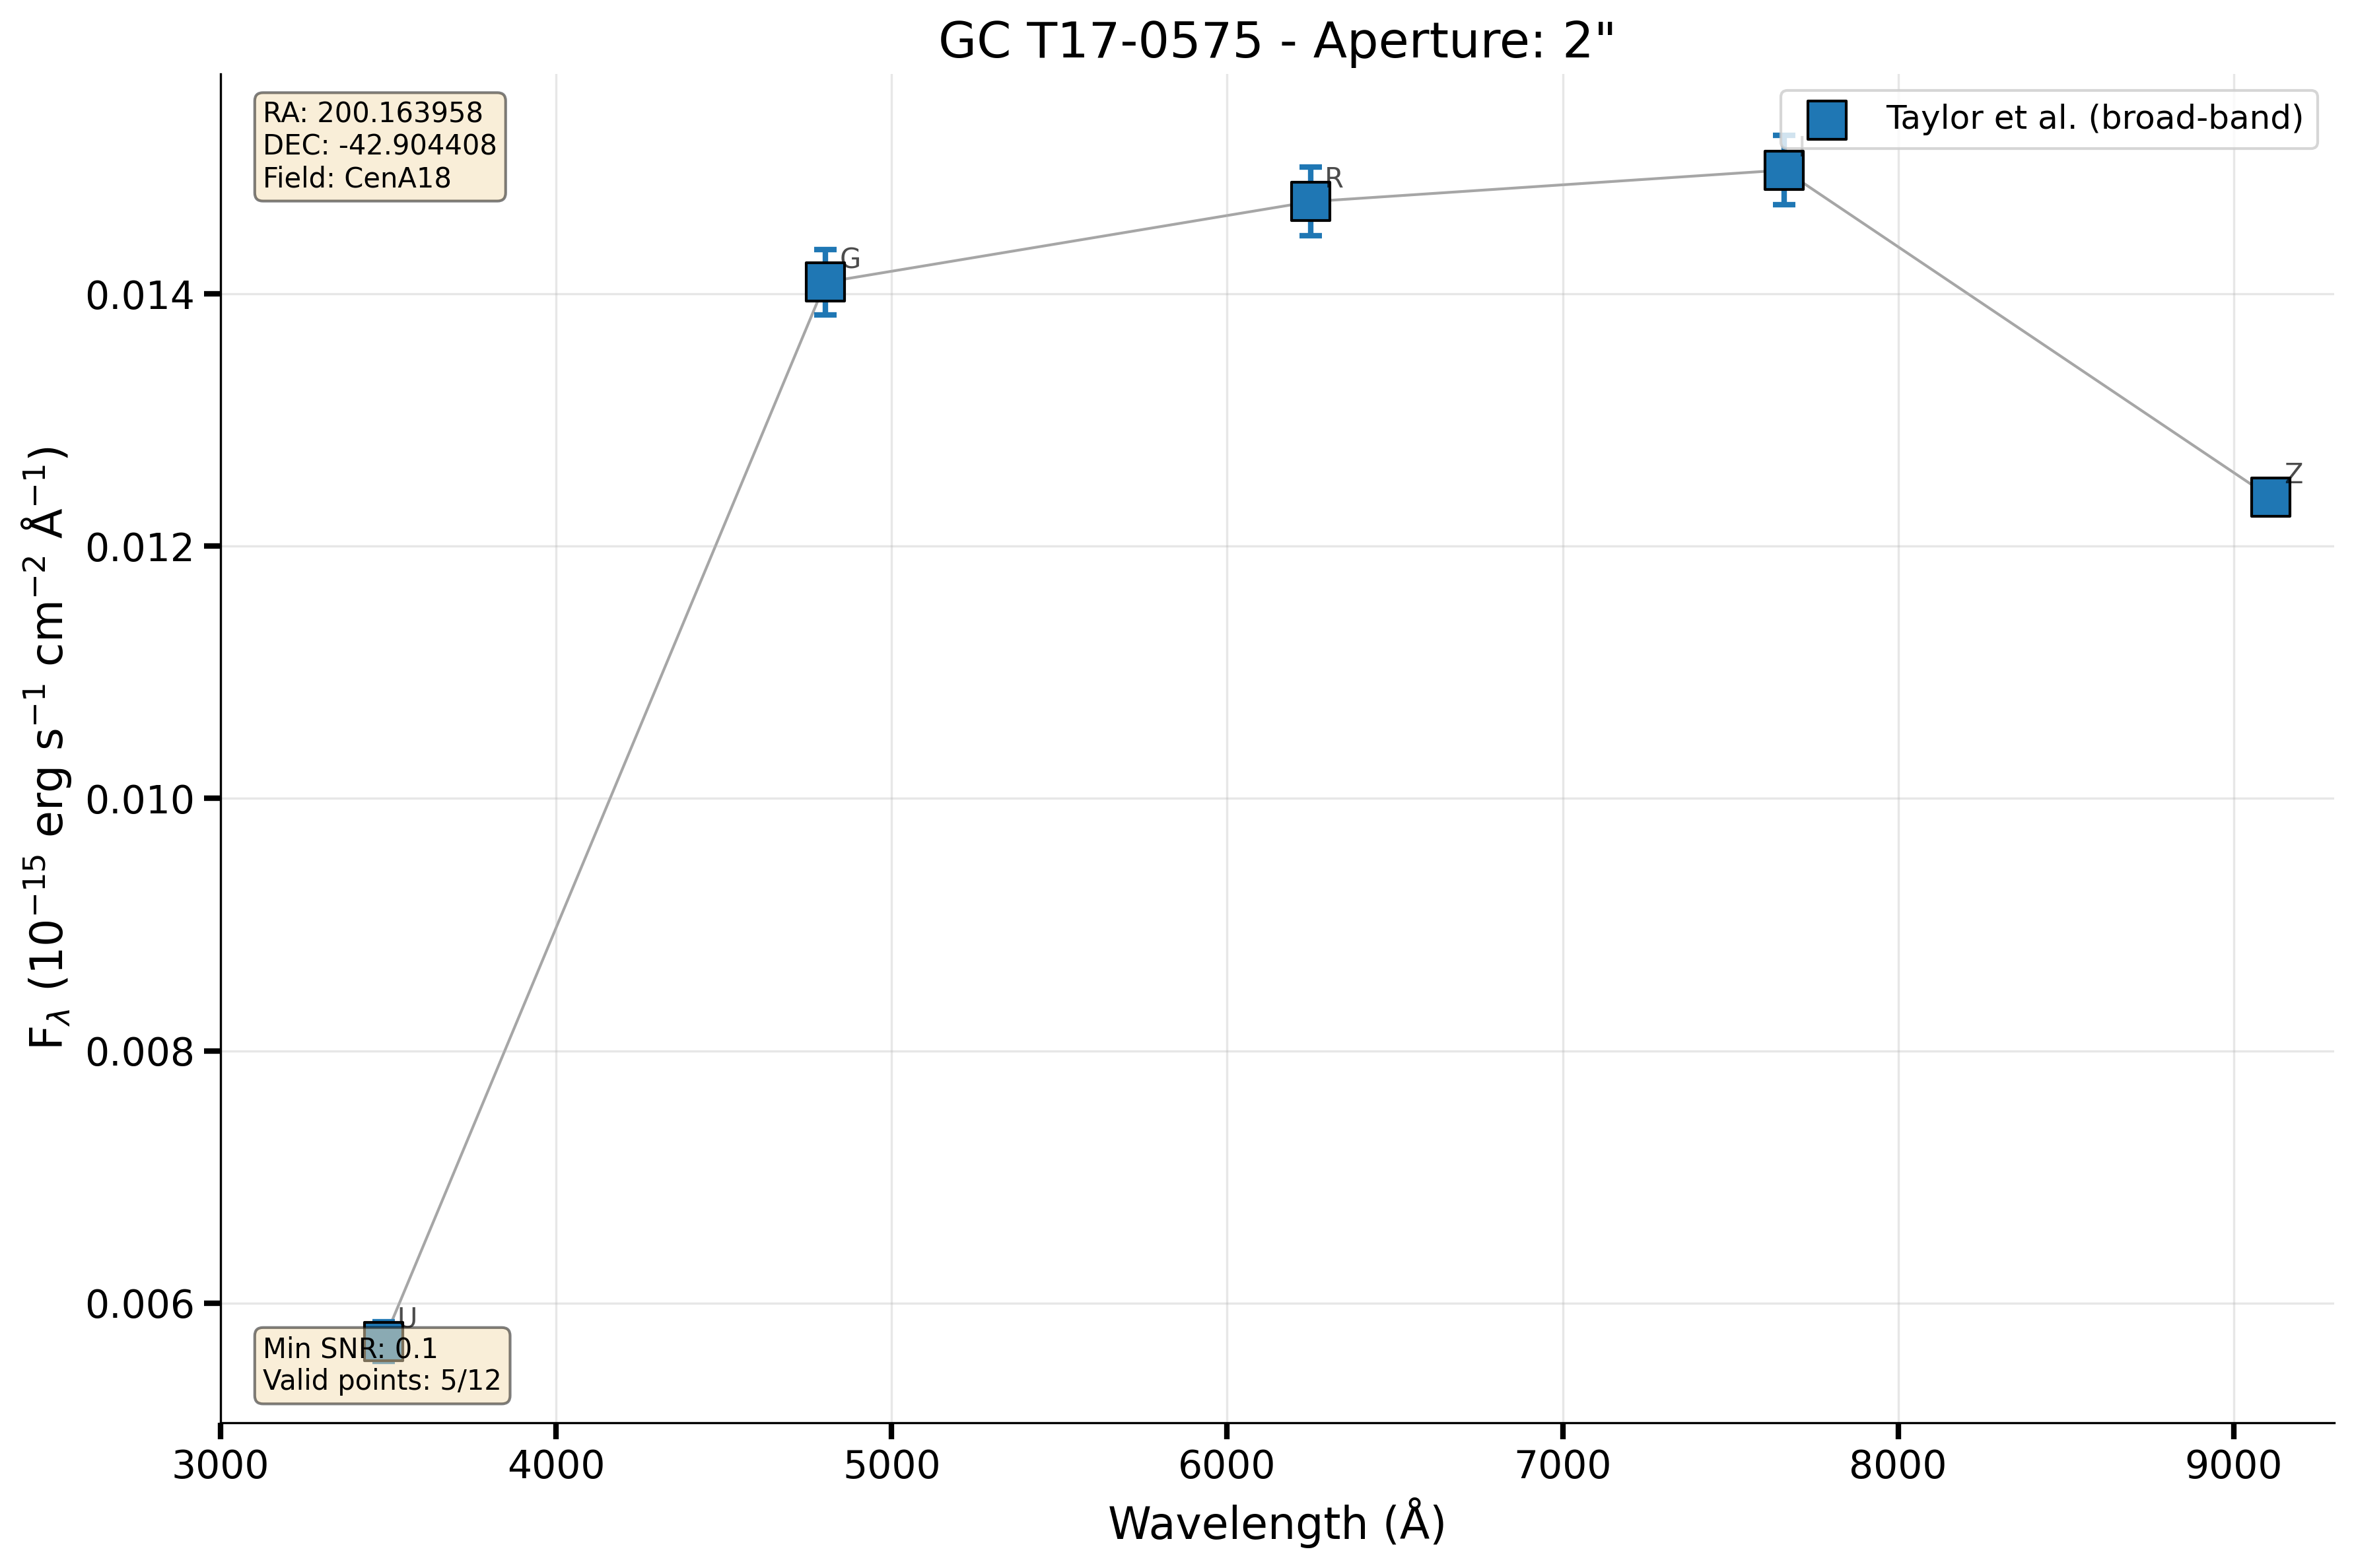 GC T17-0575 - Aperture: 2"
RA: 200.163958
DEC: -42.904408
Field: CenA18
Taylor et al. (broad-band)
G
R
Z
U
0.014
0.012
0.010
0.008
0.006
F_λ (10⁻¹⁵ erg s⁻¹ cm⁻² Å⁻¹)
Min SNR: 0.1
Valid points: 5/12
3000 4000 5000 6000 7000 8000 9000
Wavelength (Å)